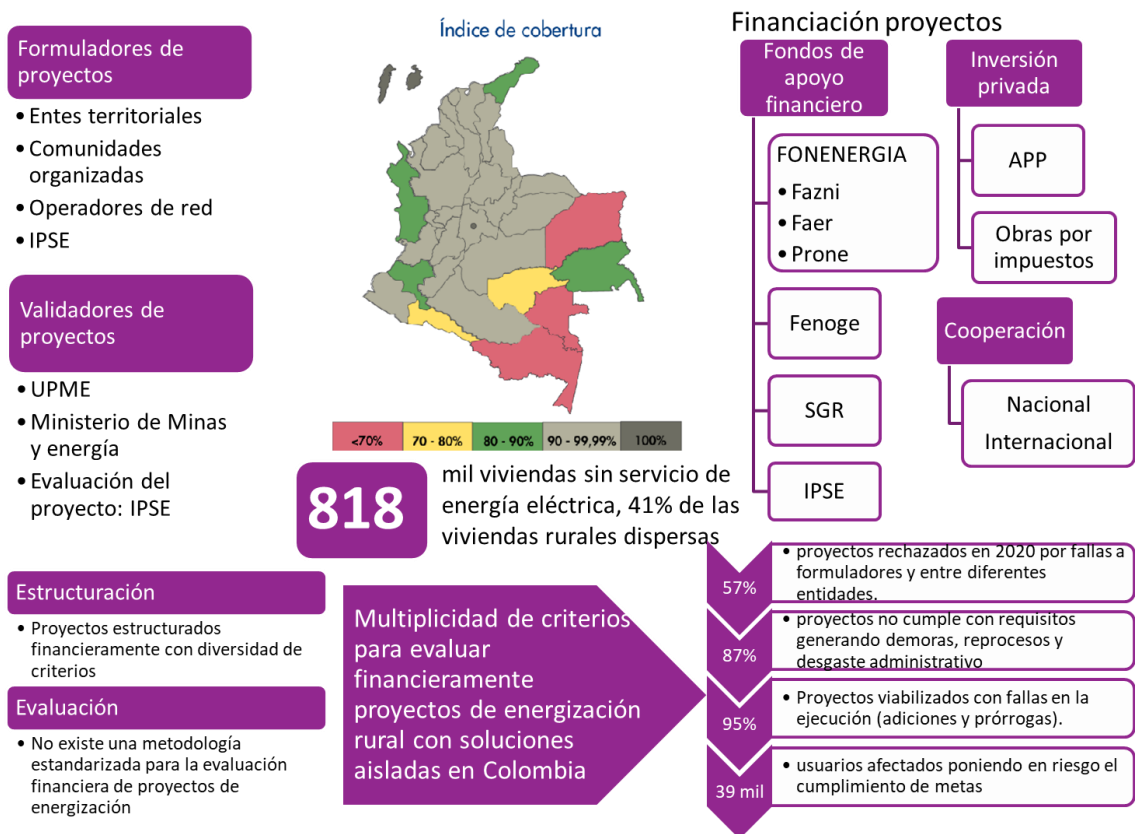 Formuladores de
proyectos
• Entes territoriales
• Comunidades
organizadas
• Operadores de red
• IPSE
Validadores de
proyectos
• UPME
• Ministerio de Minas
y energía
• Evaluación del
proyecto: IPSE
Índice de cobertura
<70%
70 - 80%
80 - 90%
90 - 99,99%
100%
818
mil viviendas sin servicio de
energía eléctrica, 41% de las
viviendas rurales dispersas
Financiación proyectos
Fondos de
apoyo
financiero
FONENERGIA
• Fazni
• Faer
• Prone
Fenoge
SGR
IPSE
Inversión
privada
APP
Obras por
impuestos
Cooperación
Nacional
Internacional
Estructuración
• Proyectos estructurados
financieramente con diversidad de
criterios
Evaluación
• No existe una metodología
estandarizada para la evaluación
financiera de proyectos de
energización
Multiplicidad de criterios
para evaluar
financieramente
proyectos de energización
rural con soluciones
aisladas en Colombia
57%
• proyectos rechazados en 2020 por fallas a
formuladores y entre diferentes
entidades.
87%
• proyectos no cumple con requisitos
generando demoras, reprocesos y
desgaste administrativo
95%
• Proyectos viabilizados con fallas en la
ejecución (adiciones y prórrogas).
39 mil
• usuarios afectados poniendo en riesgo el
cumplimiento de metas